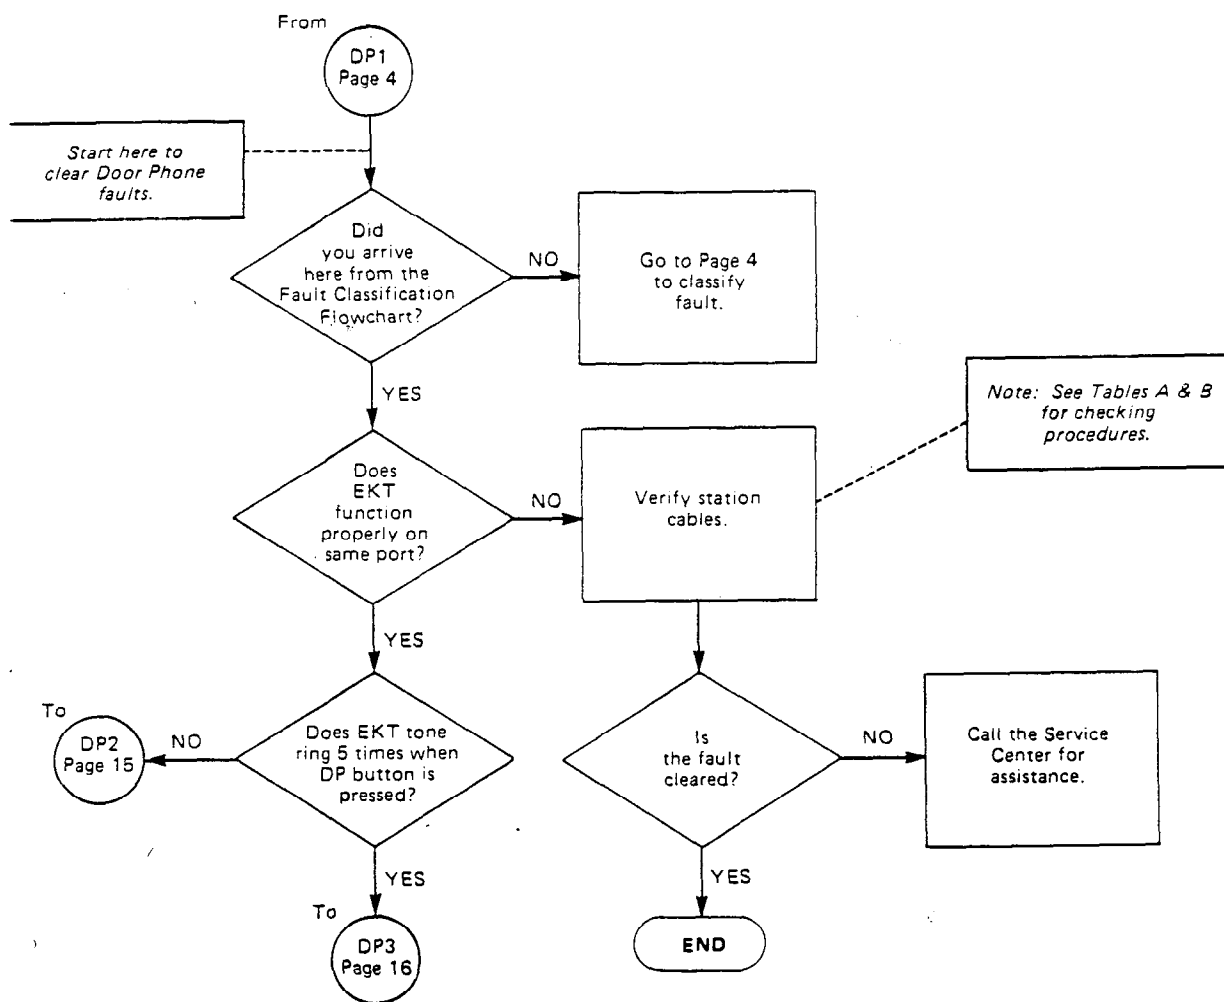 From
DP1
Page 4
Start here to
clear Door Phone
faults.
Did
you arrive
here from the
Fault Classification
Flowchart?
NO
Go to Page 4
to classify
fault.
YES
Note: See Tables A & B
for checking
procedures.
Does
EKT
function
properly on
same port?
NO
Verify station
cables.
YES
To
DP2
Page 15
NO
Does EKT tone
ring 5 times when
DP button is
pressed?
Is
the fault
cleared?
NO
Call the Service
Center for
assistance.
YES
YES
To
DP3
Page 16
END